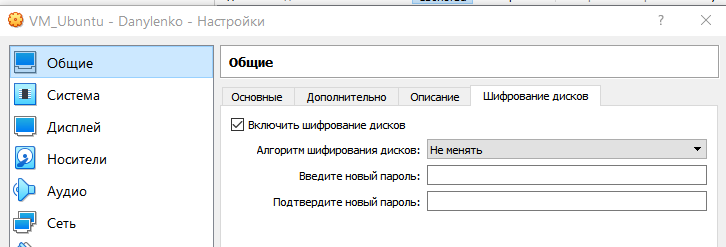 VM_Ubuntu - Danylenko - Настройки
? ×
Общие
Система
Дисплей
Носители
Аудио
Сеть
Общие
Основные Дополнительно Описание Шифрование дисков
Включить шифрование дисков
Алгоритм шифирования дисков: Не менять
Введите новый пароль:
Подтвердите новый пароль: